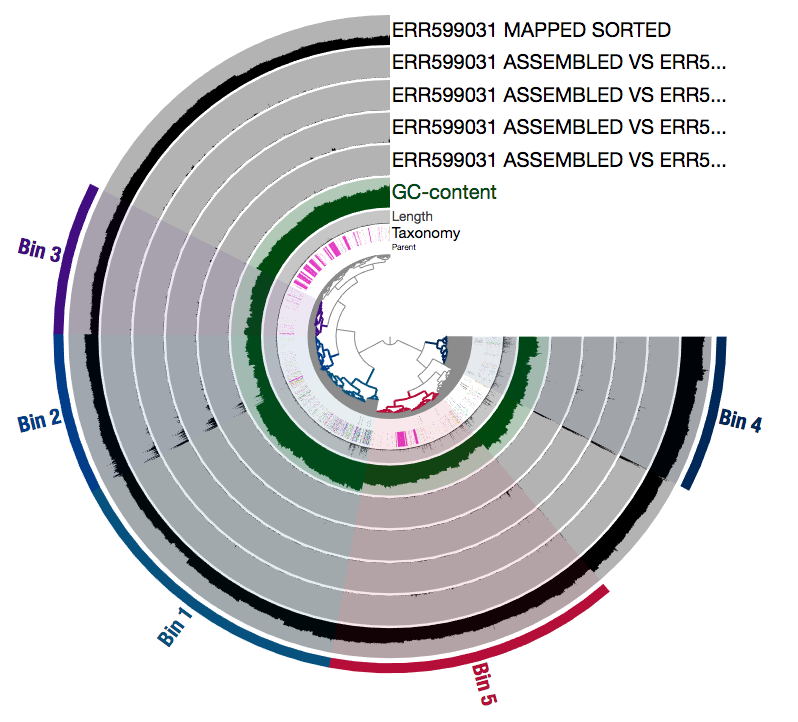 ERR599031 MAPPED SORTED
ERR599031 ASSEMBLED VS ERR5...
ERR599031 ASSEMBLED VS ERR5...
ERR599031 ASSEMBLED VS ERR5...
ERR599031 ASSEMBLED VS ERR5...
GC-content
Length
Taxonomy
Parent
Bin 3
Bin 2
Bin 4
Bin 1
Bin 5